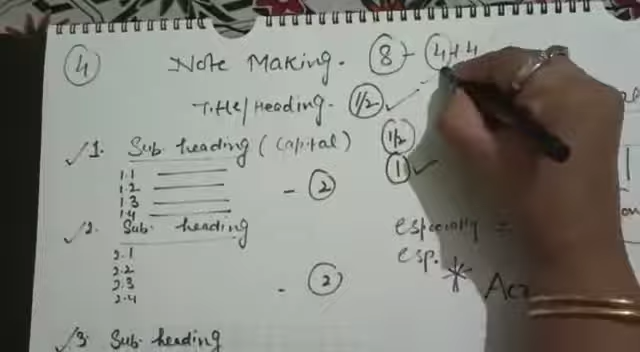 4 Note Making. 8 - 4+4
Title/Heading. 1/2
1. Sub. heading (Capital) 1/2
1.1
1.2
1.3
1.4
- 2
1
2. Sub. heading
2.1
2.2
2.3
2.4
- 2
especially =
esp.
*
3. Sub. heading